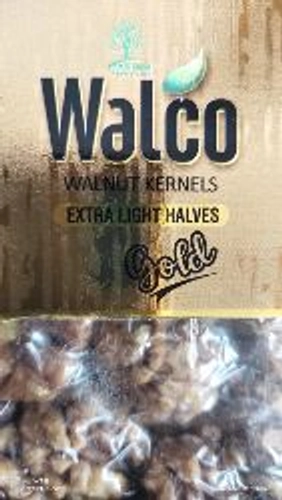 Walco
WALNUT KERNELS
EXTRA LIGHT HALVES
Gold